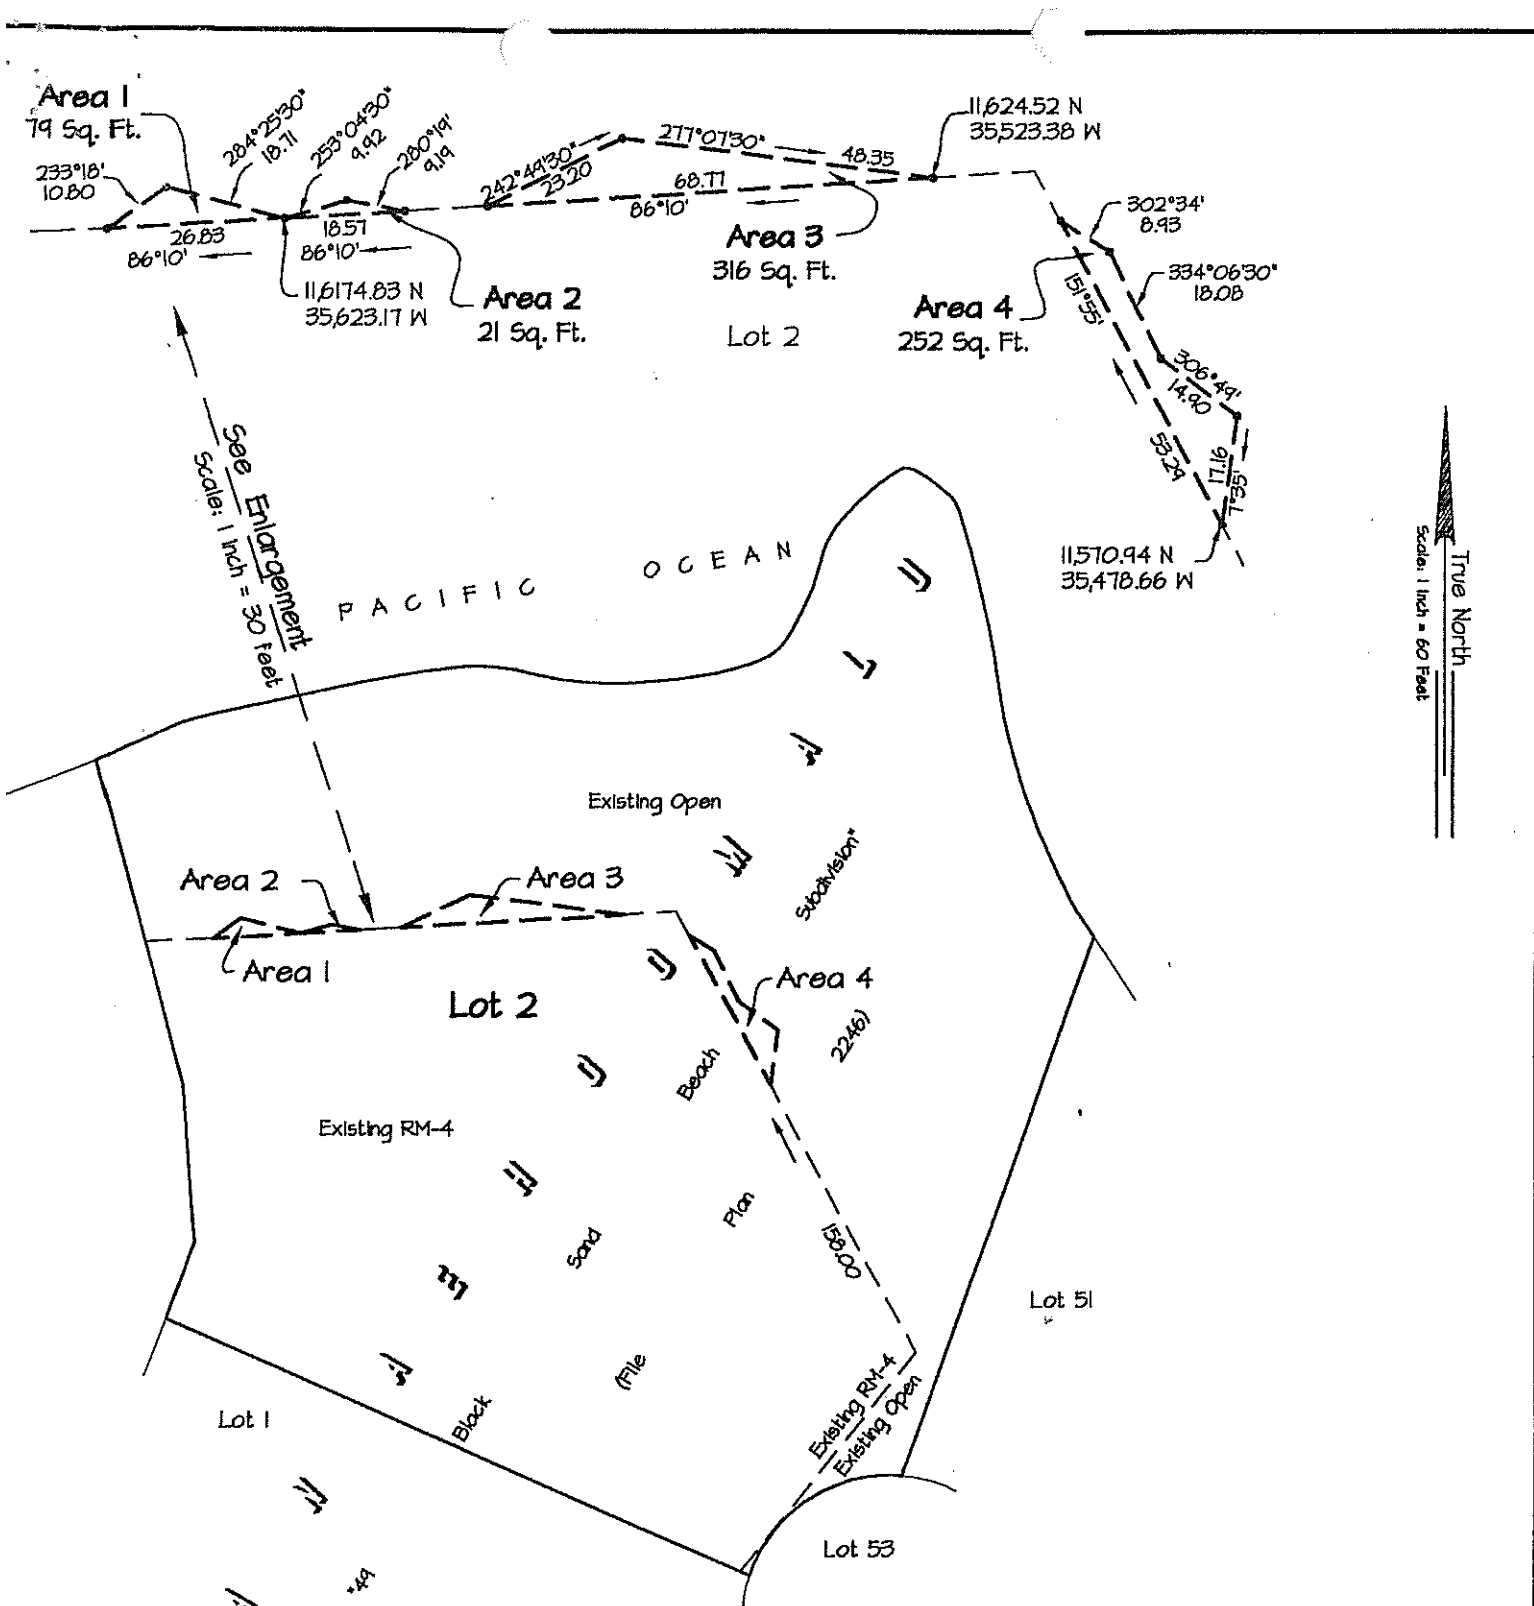 Area 1
79 Sq. Ft.
233°18'
10.80
284°25'30"
18.71
253°04'30"
9.92
280°19'
9.19
26.83
86°10'
18.57
86°10'
11,6174.83 N
35,623.17 W
Area 2
21 Sq. Ft.
242°49'30"
23.20
277°07'30"
48.35
68.77
86°10'
Area 3
316 Sq. Ft.
11,624.52 N
35,523.38 W
Lot 2
Area 4
252 Sq. Ft.
302°34'
8.93
334°06'30"
18.08
151°55'
53.29
306°49'
14.90
17.16
7°35'
11,570.94 N
35,478.66 W
True North
Scale: 1 Inch = 60 Feet
See Enlargement
Scale: 1 Inch = 30 feet
PACIFIC OCEAN
Existing Open
Area 2
Area 3
Area 1
Area 4
Lot 2
Existing RM-4
"49 Black Sand Beach Subdivision"
(File Plan 2246)
158.00
Lot 51
Existing RM-4
Existing Open
Lot 1
Lot 53